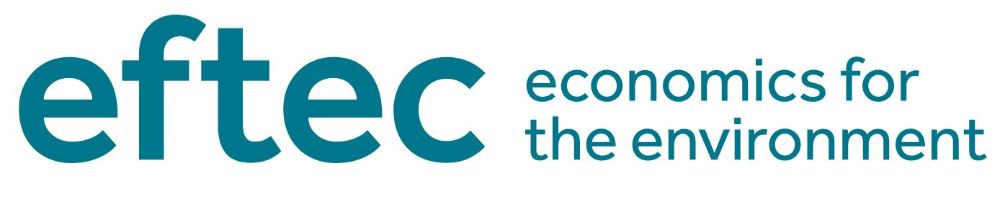 eftec
economics for
the environment